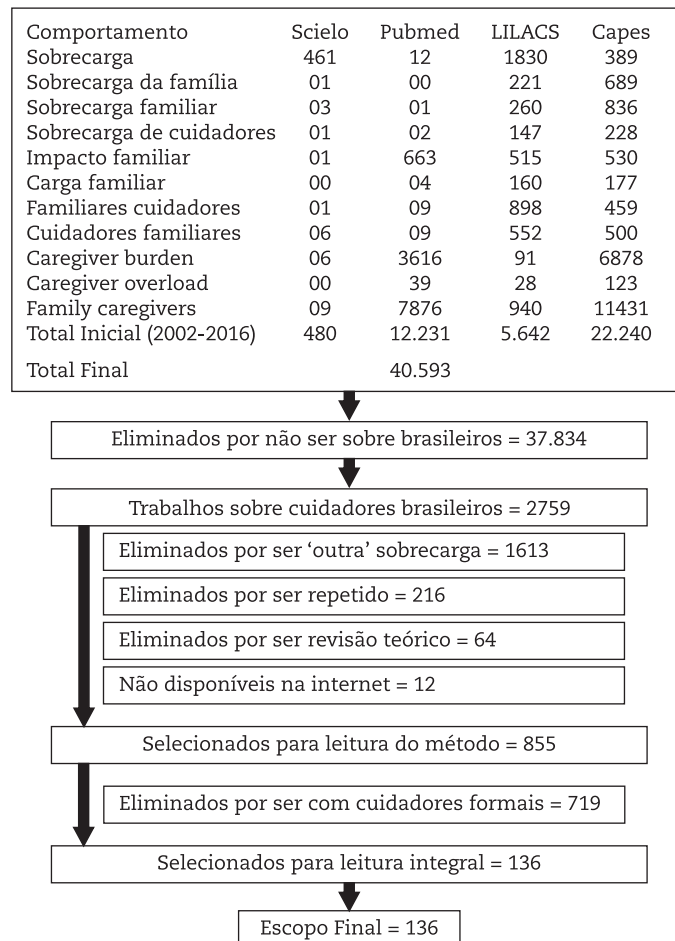 Comportamento Scielo Pubmed LILACS Capes
Sobrecarga 461 12 1830 389
Sobrecarga da família 01 00 221 689
Sobrecarga familiar 03 01 260 836
Sobrecarga de cuidadores 01 02 147 228
Impacto familiar 01 663 515 530
Carga familiar 00 04 160 177
Familiares cuidadores 01 09 898 459
Cuidadores familiares 06 09 552 500
Caregiver burden 06 3616 91 6878
Caregiver overload 00 39 28 123
Family caregivers 09 7876 940 11431
Total Inicial (2002-2016) 480 12.231 5.642 22.240
Total Final 40.593
Eliminados por não ser sobre brasileiros = 37.834
Trabalhos sobre cuidadores brasileiros = 2759
Eliminados por ser ‘outra’ sobrecarga = 1613
Eliminados por ser repetido = 216
Eliminados por ser revisão teórico = 64
Não disponíveis na internet = 12
Selecionados para leitura do método = 855
Eliminados por ser com cuidadores formais = 719
Selecionados para leitura integral = 136
Escopo Final = 136